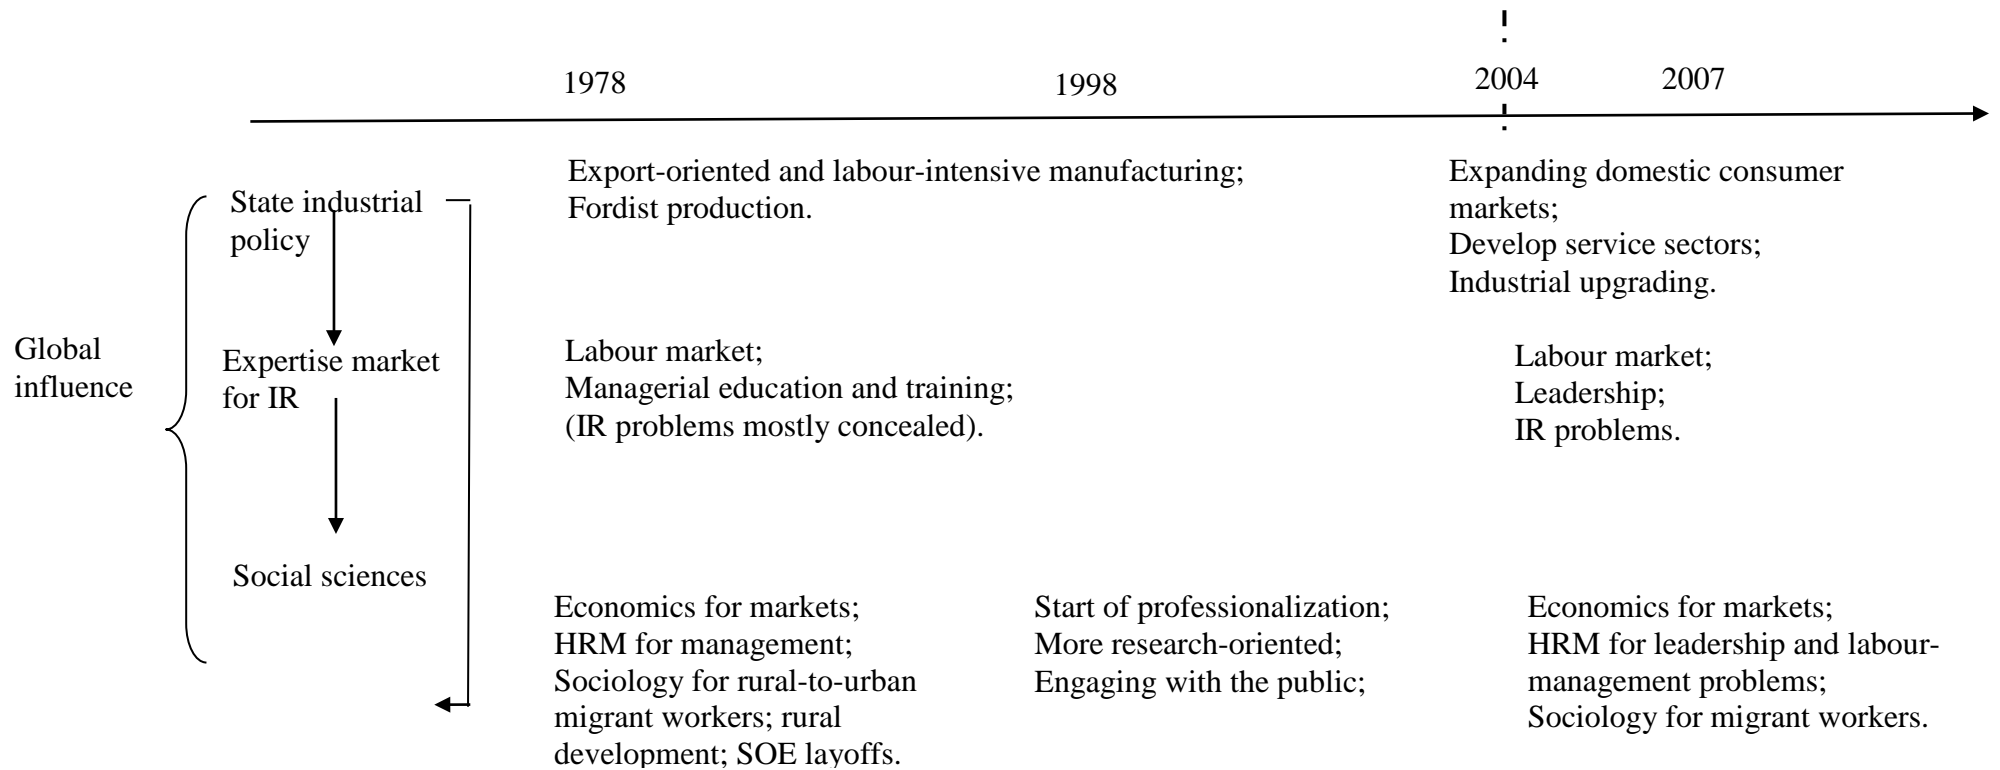 1978
1998
2004
2007
State industrial
policy
Export-oriented and labour-intensive manufacturing;
Fordist production.
Expanding domestic consumer
markets;
Develop service sectors;
Industrial upgrading.
Global
influence
Expertise market
for IR
Labour market;
Managerial education and training;
(IR problems mostly concealed).
Labour market;
Leadership;
IR problems.
Social sciences
Economics for markets;
HRM for management;
Sociology for rural-to-urban
migrant workers; rural
development; SOE layoffs.
Start of professionalization;
More research-oriented;
Engaging with the public;
Economics for markets;
HRM for leadership and labour-
management problems;
Sociology for migrant workers.